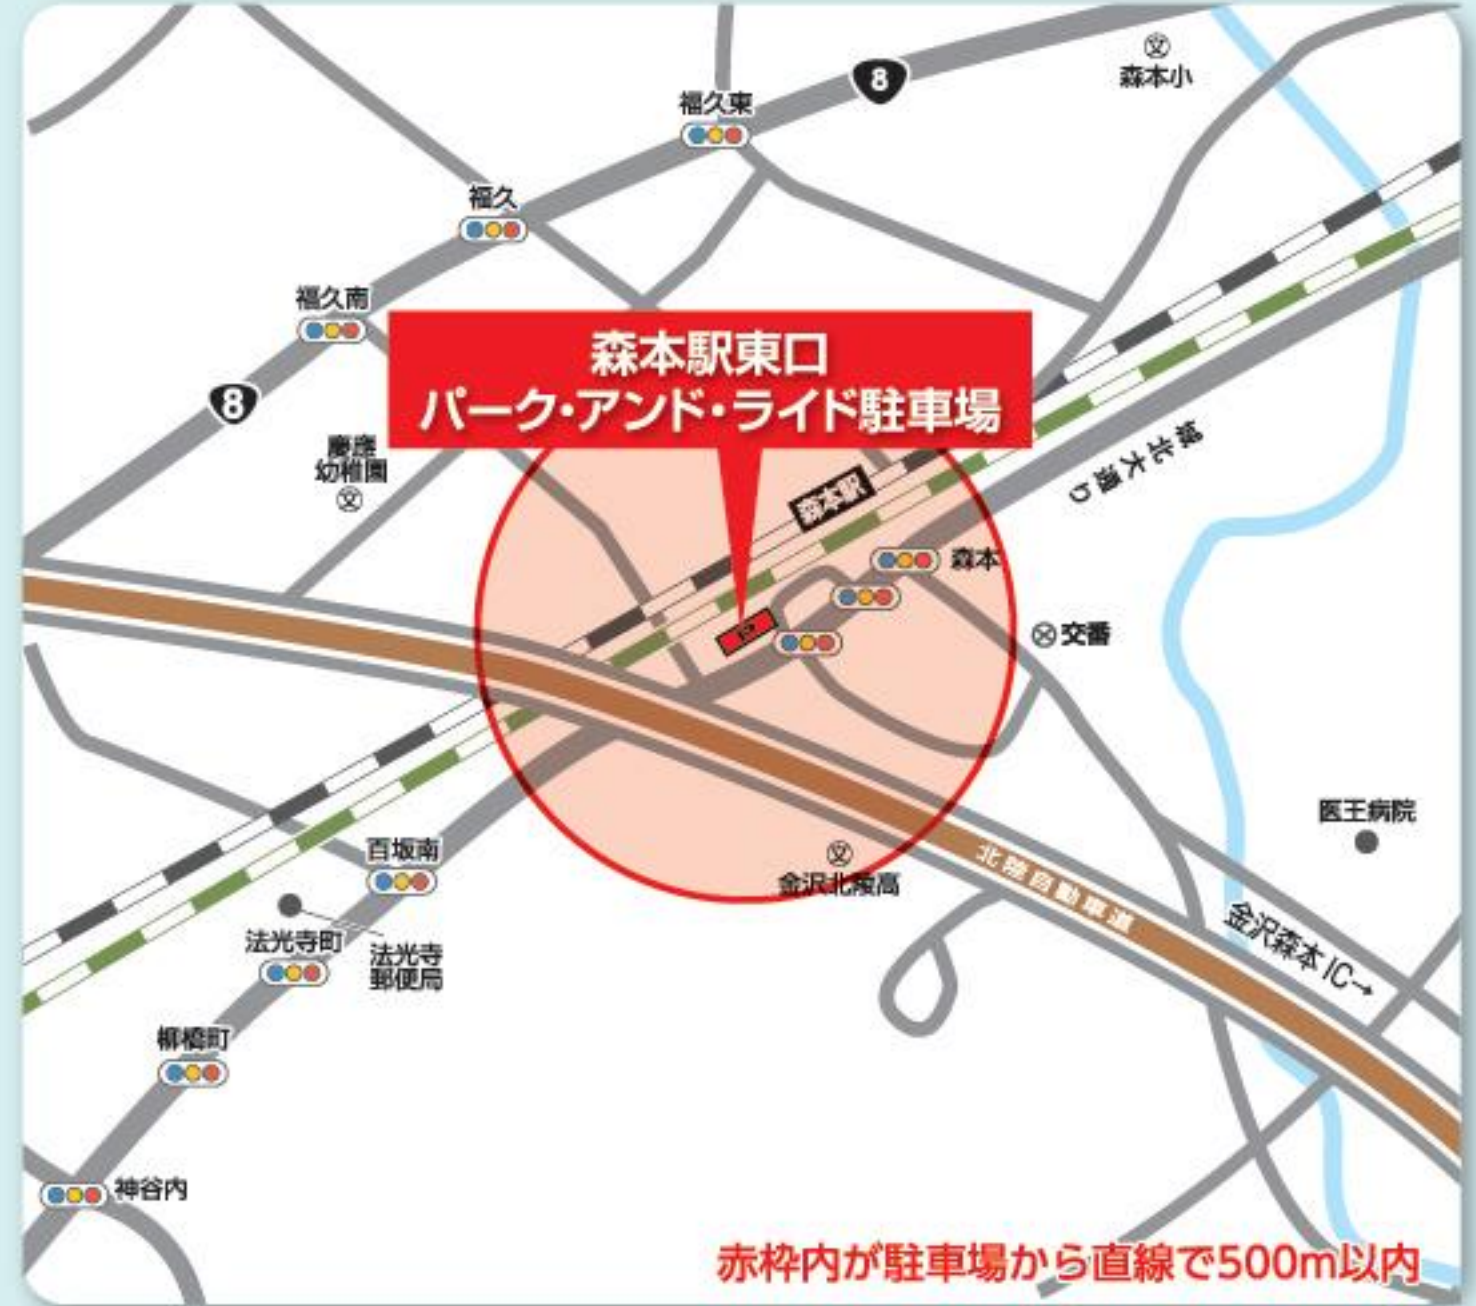 文
森本小
8
福久東
福久
福久南
8
森本駅東口
パーク・アンド・ライド駐車場
慶應
幼稚園
文
城北大通り
森本駅
森本
交番
医王病院
百坂南
文
金沢北陵高
北陸自動車道
金沢森本IC→
法光寺町
法光寺
郵便局
柳橋町
神谷内
赤枠内が駐車場から直線で500m以内